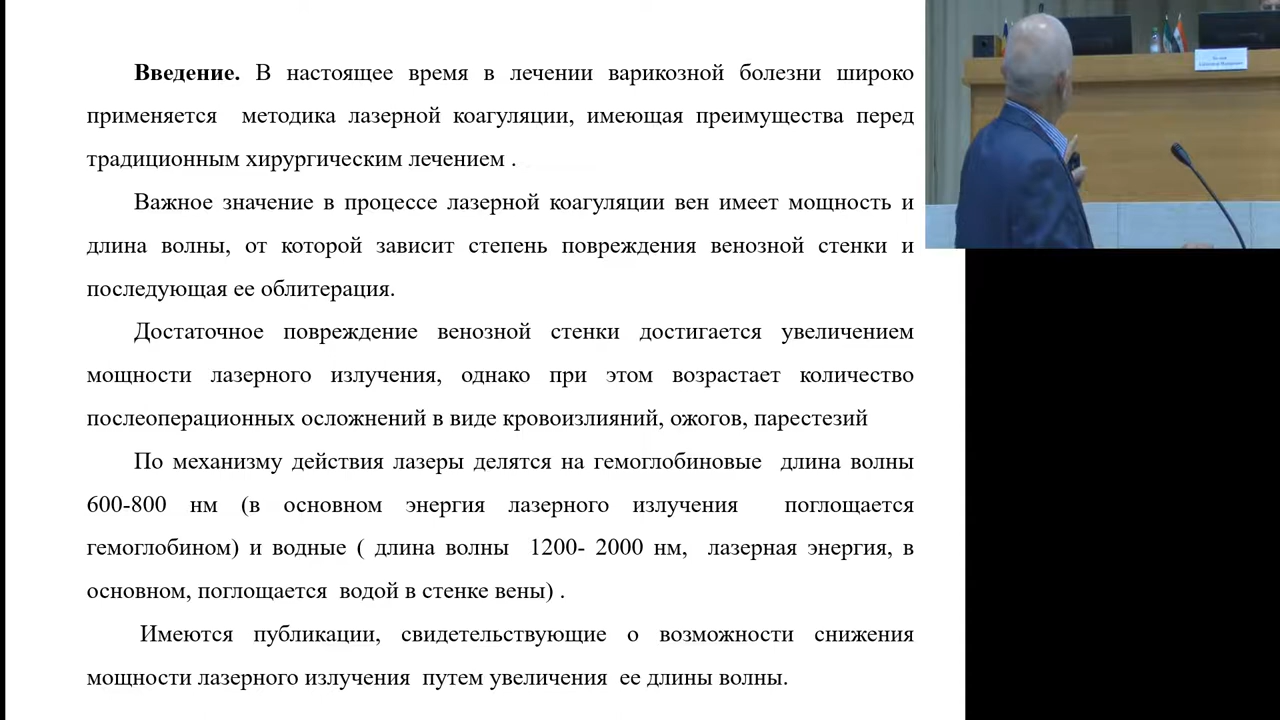 Введение. В настоящее время в лечении варикозной болезни широко
применяется методика лазерной коагуляции, имеющая преимущества перед
традиционным хирургическим лечением .
Важное значение в процессе лазерной коагуляции вен имеет мощность и
длина волны, от которой зависит степень повреждения венозной стенки и
последующая ее облитерация.
Достаточное повреждение венозной стенки достигается увеличением
мощности лазерного излучения, однако при этом возрастает количество
послеоперационных осложнений в виде кровоизлияний, ожогов, парестезий
По механизму действия лазеры делятся на гемоглобиновые длина волны
600-800 нм (в основном энергия лазерного излучения поглощается
гемоглобином) и водные ( длина волны 1200- 2000 нм, лазерная энергия, в
основном, поглощается водой в стенке вены) .
Имеются публикации, свидетельствующие о возможности снижения
мощности лазерного излучения путем увеличения ее длины волны.